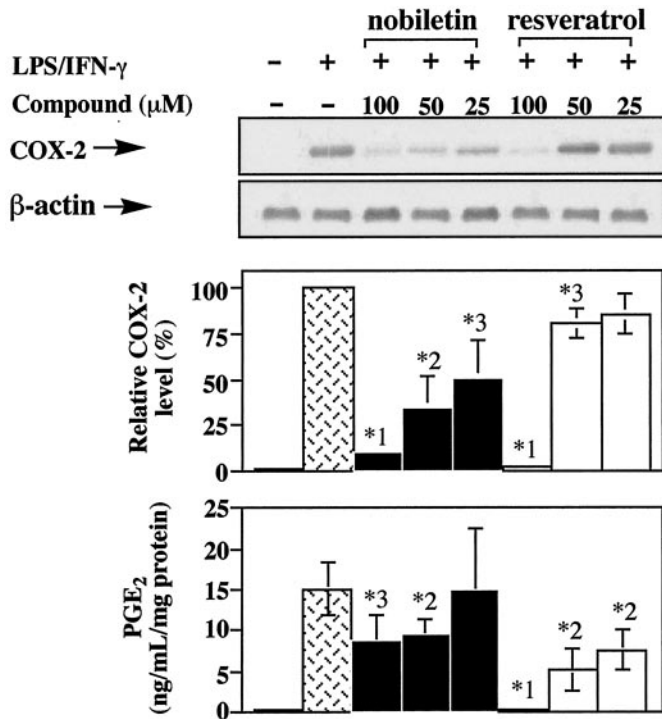 nobiletin resveratrol
LPS/IFN-γ – + + + + + + +
Compound (μM) – – 100 50 25 100 50 25
COX-2
β-actin
Relative COX-2
level (%)
100
75
50
25
0
*1
*2
*3
*1
*3
PGE2
(ng/mL/mg protein)
25
20
15
10
5
0
*3
*2
*1
*2
*2